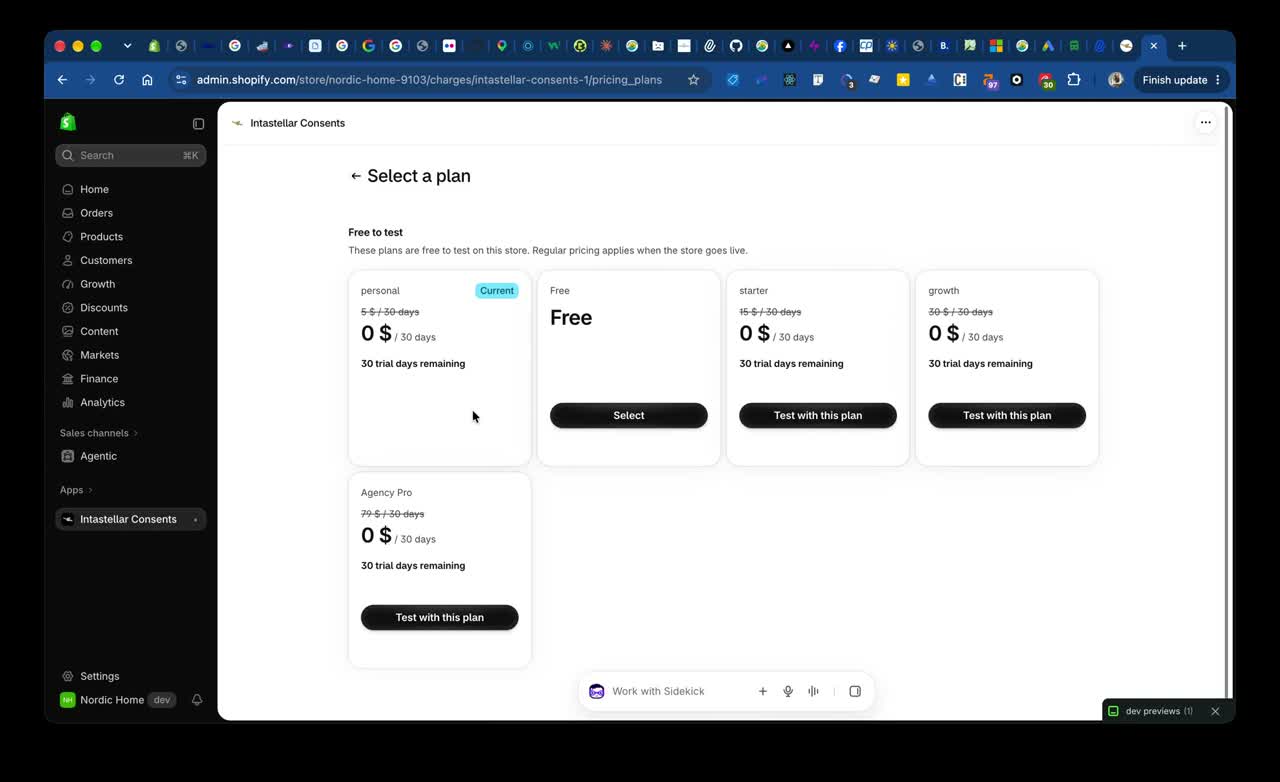 admin.shopify.com/store/nordic-home-9103/charges/intastellar-consents-1/pricing_plans
3
97
30
Finish update
Search
⌘K
Home
Orders
Products
Customers
Growth
Discounts
Content
Markets
Finance
Analytics
Sales channels
Agentic
Apps
Intastellar Consents
Settings
NH
Nordic Home
dev
Intastellar Consents
Select a plan
Free to test
These plans are free to test on this store. Regular pricing applies when the store goes live.
personal
Current
5 $ / 30 days
0 $ / 30 days
30 trial days remaining
Free
Free
Select
starter
15 $ / 30 days
0 $ / 30 days
30 trial days remaining
Test with this plan
growth
30 $ / 30 days
0 $ / 30 days
30 trial days remaining
Test with this plan
Agency Pro
79 $ / 30 days
0 $ / 30 days
30 trial days remaining
Test with this plan
Work with Sidekick
dev previews (1)